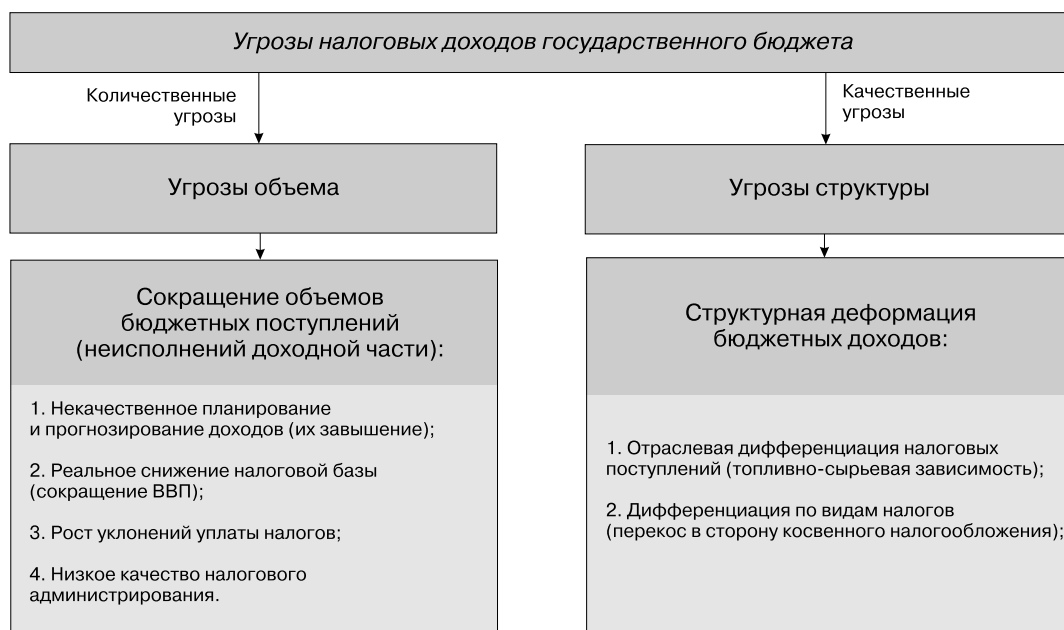 Угрозы налоговых доходов государственного бюджета
Количественные
угрозы
Качественные
угрозы
Угрозы объема
Угрозы структуры
Сокращение объемов
бюджетных поступлений
(неисполнений доходной части):
1. Некачественное планирование
и прогнозирование доходов (их завышение);
2. Реальное снижение налоговой базы
(сокращение ВВП);
3. Рост уклонений уплаты налогов;
4. Низкое качество налогового
администрирования.
Структурная деформация
бюджетных доходов:
1. Отраслевая дифференциация налоговых
поступлений (топливно-сырьевая зависимость);
2. Дифференциация по видам налогов
(перекос в сторону косвенного налогообложения);